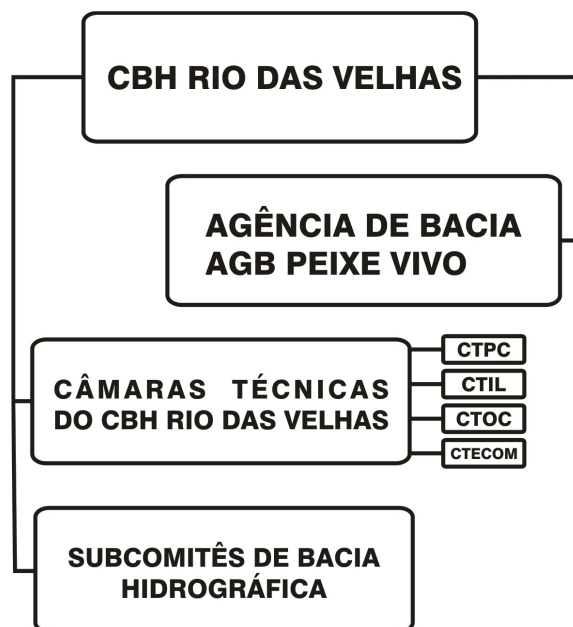 CBH RIO DAS VELHAS
AGÊNCIA DE BACIA
AGB PEIXE VIVO
CÂMARAS TÉCNICAS
DO CBH RIO DAS VELHAS
CTPC
CTIL
CTOC
CTECOM
SUBCOMITÊS DE BACIA
HIDROGRÁFICA